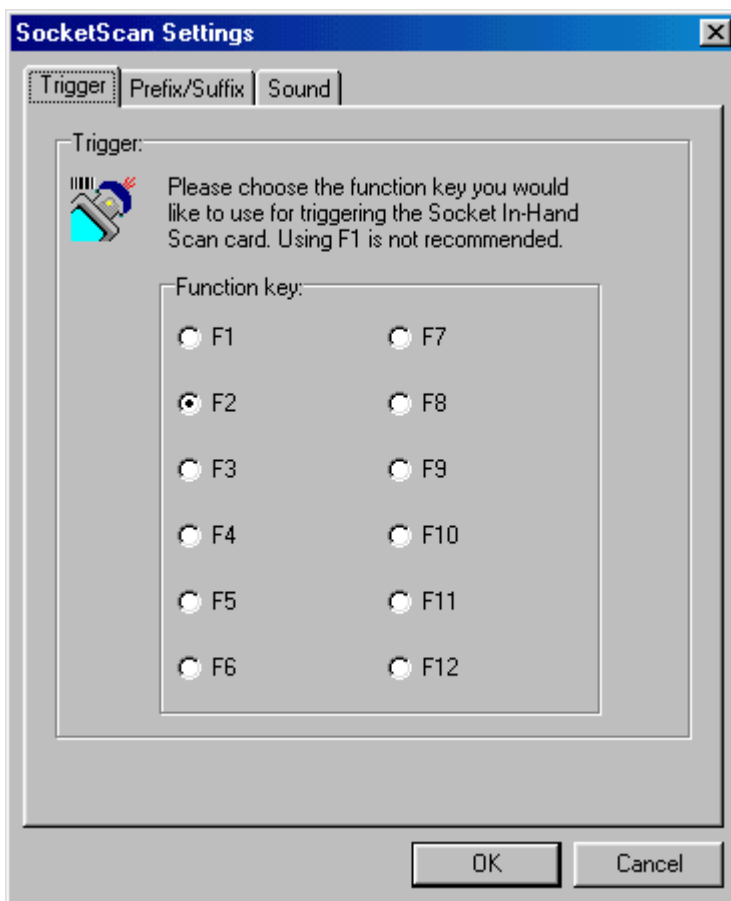 SocketScan Settings
Trigger Prefix/Suffix Sound
Trigger:
Please choose the function key you would
like to use for triggering the Socket In-Hand
Scan card. Using F1 is not recommended.
Function key:
F1 F7
F2 F8
F3 F9
F4 F10
F5 F11
F6 F12
OK Cancel